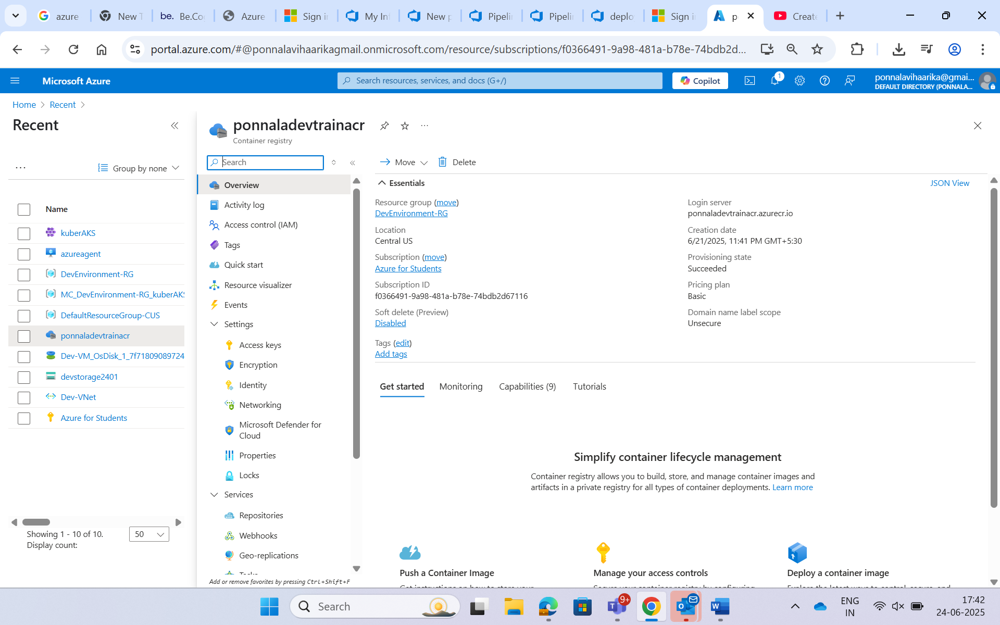 azure
New T
be. Be.Co
Azure
Sign i
My In
New p
Pipeli
Pipeli
deplo
Sign i
p
Create
portal.azure.com/#@ponnalavihaarikagmail.onmicrosoft.com/resource/subscriptions/f0366491-9a98-481a-b78e-74bdb2d...
Microsoft Azure
Search resources, services, and docs (G+/)
Copilot
1
ponnalavihaarika@gmai...
DEFAULT DIRECTORY (PONNALA...
Home > Recent >
Recent
Group by none
Name
kuberAKS
azureagent
DevEnvironment-RG
MC_DevEnvironment-RG_kuberAKS
DefaultResourceGroup-CUS
ponnaladevtrainacr
Dev-VM_OsDisk_1_7f71809089724
devstorage2401
Dev-VNet
Azure for Students
Showing 1 - 10 of 10.
Display count:
50
ponnaladevtrainacr
Container registry
Search
Overview
Activity log
Access control (IAM)
Tags
Quick start
Resource visualizer
Events
Settings
Access keys
Encryption
Identity
Networking
Microsoft Defender for
Cloud
Properties
Locks
Services
Repositories
Webhooks
Geo-replications
Tasks
Add or remove favorites by pressing Ctrl+Shift+F
Move
Delete
Essentials
JSON View
Resource group (move)
DevEnvironment-RG
Location
Central US
Subscription (move)
Azure for Students
Subscription ID
f0366491-9a98-481a-b78e-74bdb2d67116
Soft delete (Preview)
Disabled
Tags (edit)
Add tags
Login server
ponnaladevtrainacr.azurecr.io
Creation date
6/21/2025, 11:41 PM GMT+5:30
Provisioning state
Succeeded
Pricing plan
Basic
Domain name label scope
Unsecure
Get started
Monitoring
Capabilities (9)
Tutorials
Simplify container lifecycle management
Container registry allows you to build, store, and manage container images and
artifacts in a private registry for all types of container deployments. Learn more
Push a Container Image
Manage your access controls
Deploy a container image
Search
9+
ENG
IN
17:42
24-06-2025